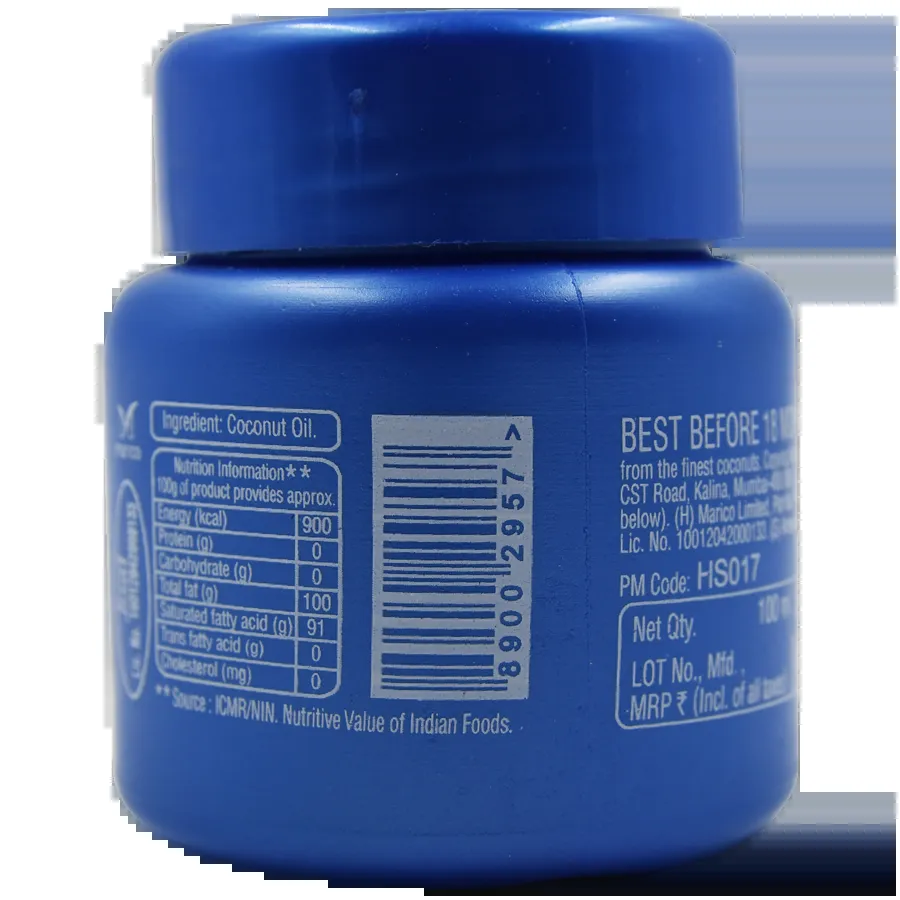 marico
Ingredient: Coconut Oil.
Nutrition Information**
100g of product provides approx.
Energy (kcal) 900
Protein (g) 0
Carbohydrate (g) 0
Total fat (g) 100
Saturated fatty acid (g) 91
Trans fatty acid (g) 0
Cholesterol (mg) 0
**Source : ICMR/NIN. Nutritive Value of Indian Foods.
89002957 >
BEST BEFORE 18
from the finest coconuts.
CST Road, Kalina,
below). (H) Marico Limited,
Lic. No. 10012042000133.
PM Code: HS017
Net Qty. 100
LOT No., Mfd.
MRP ₹ (Incl. of all